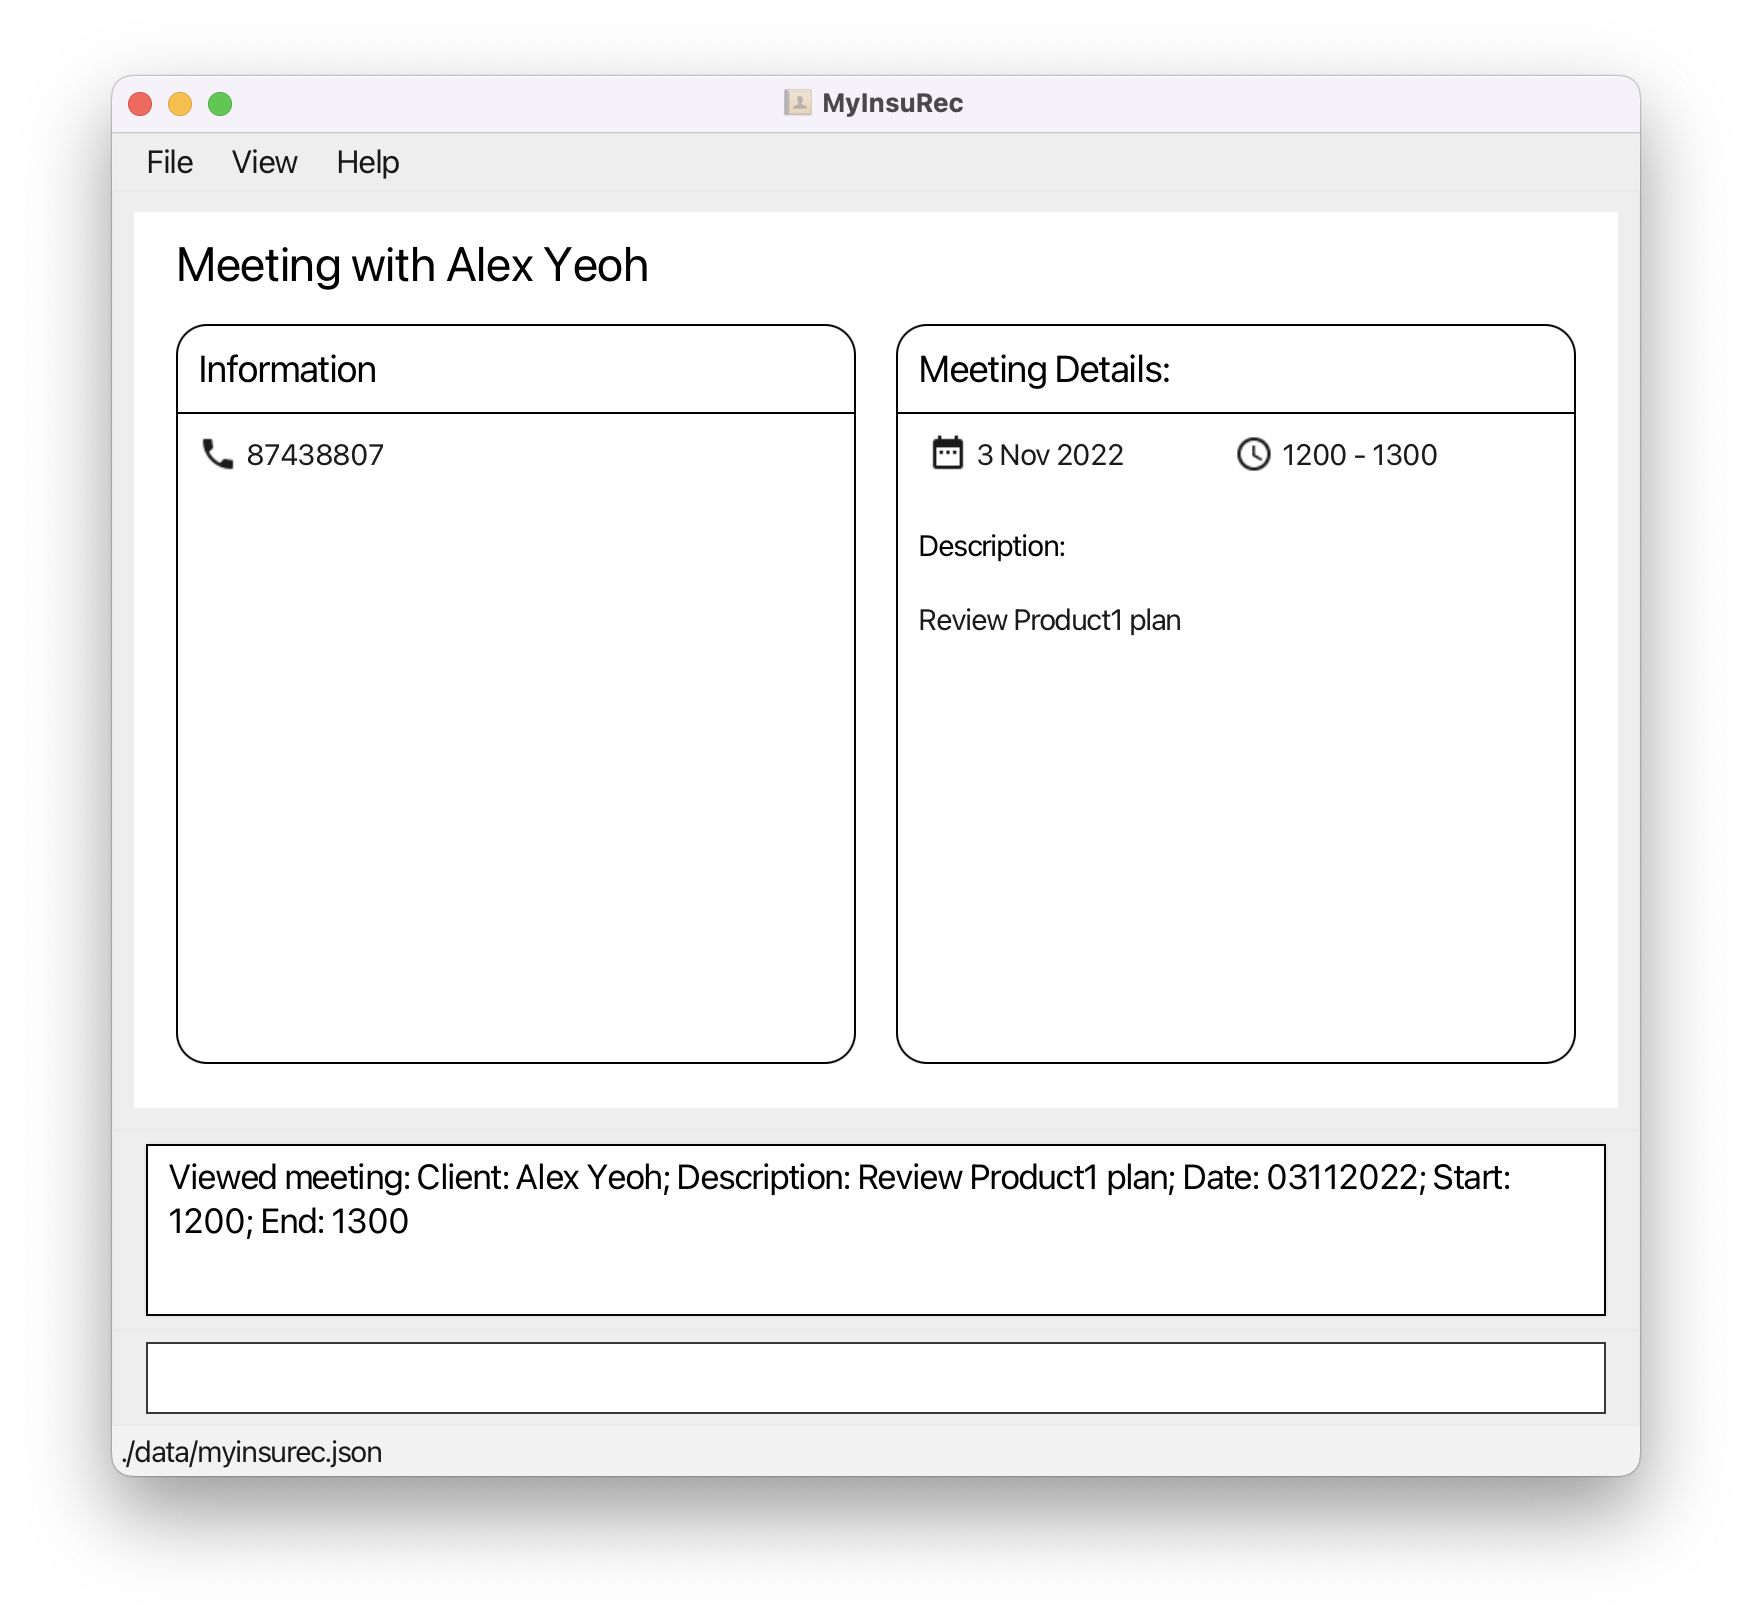 MyInsuRec
File View Help
Meeting with Alex Yeoh
Information
87438807
Meeting Details:
3 Nov 2022 1200 - 1300
Description:
Review Product1 plan
Viewed meeting: Client: Alex Yeoh; Description: Review Product1 plan; Date: 03112022; Start:
1200; End: 1300
./data/myinsurec.json